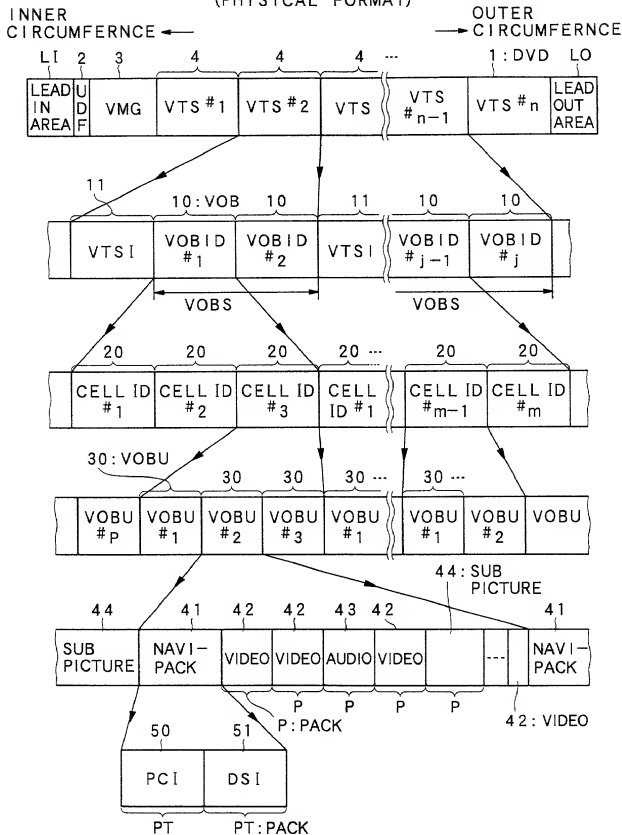 (PHYSICAL FORMAT)
INNER
CIRCUMFERNCE
OUTER
CIRCUMFERNCE
LI 2 3 4 4 4 ··· 1: DVD LO
LEAD IN AREA
UDF
VMG
VTS #1
VTS #2
VTS
VTS #n-1
VTS #n
LEAD OUT AREA
11 10: VOB 10 11 10 10
VTSI
VOBID #1
VOBID #2
VTSI
VOBID #j-1
VOBID #j
VOBS
VOBS
20 20 20 20 ··· 20 20
CELL ID #1
CELL ID #2
CELL ID #3
CELL ID #1
CELL ID #m-1
CELL ID #m
30: VOBU 30 30 30 ··· 30 ···
VOBU #P
VOBU #1
VOBU #2
VOBU #3
VOBU #1
VOBU #1
VOBU #2
VOBU
44: SUB PICTURE
44 41 42 42 43 42 41
SUB PICTURE
NAVI-PACK
VIDEO
VIDEO
AUDIO
VIDEO
----
NAVI-PACK
P P P P
P: PACK
42: VIDEO
50 51
PCI
DSI
PT PT: PACK